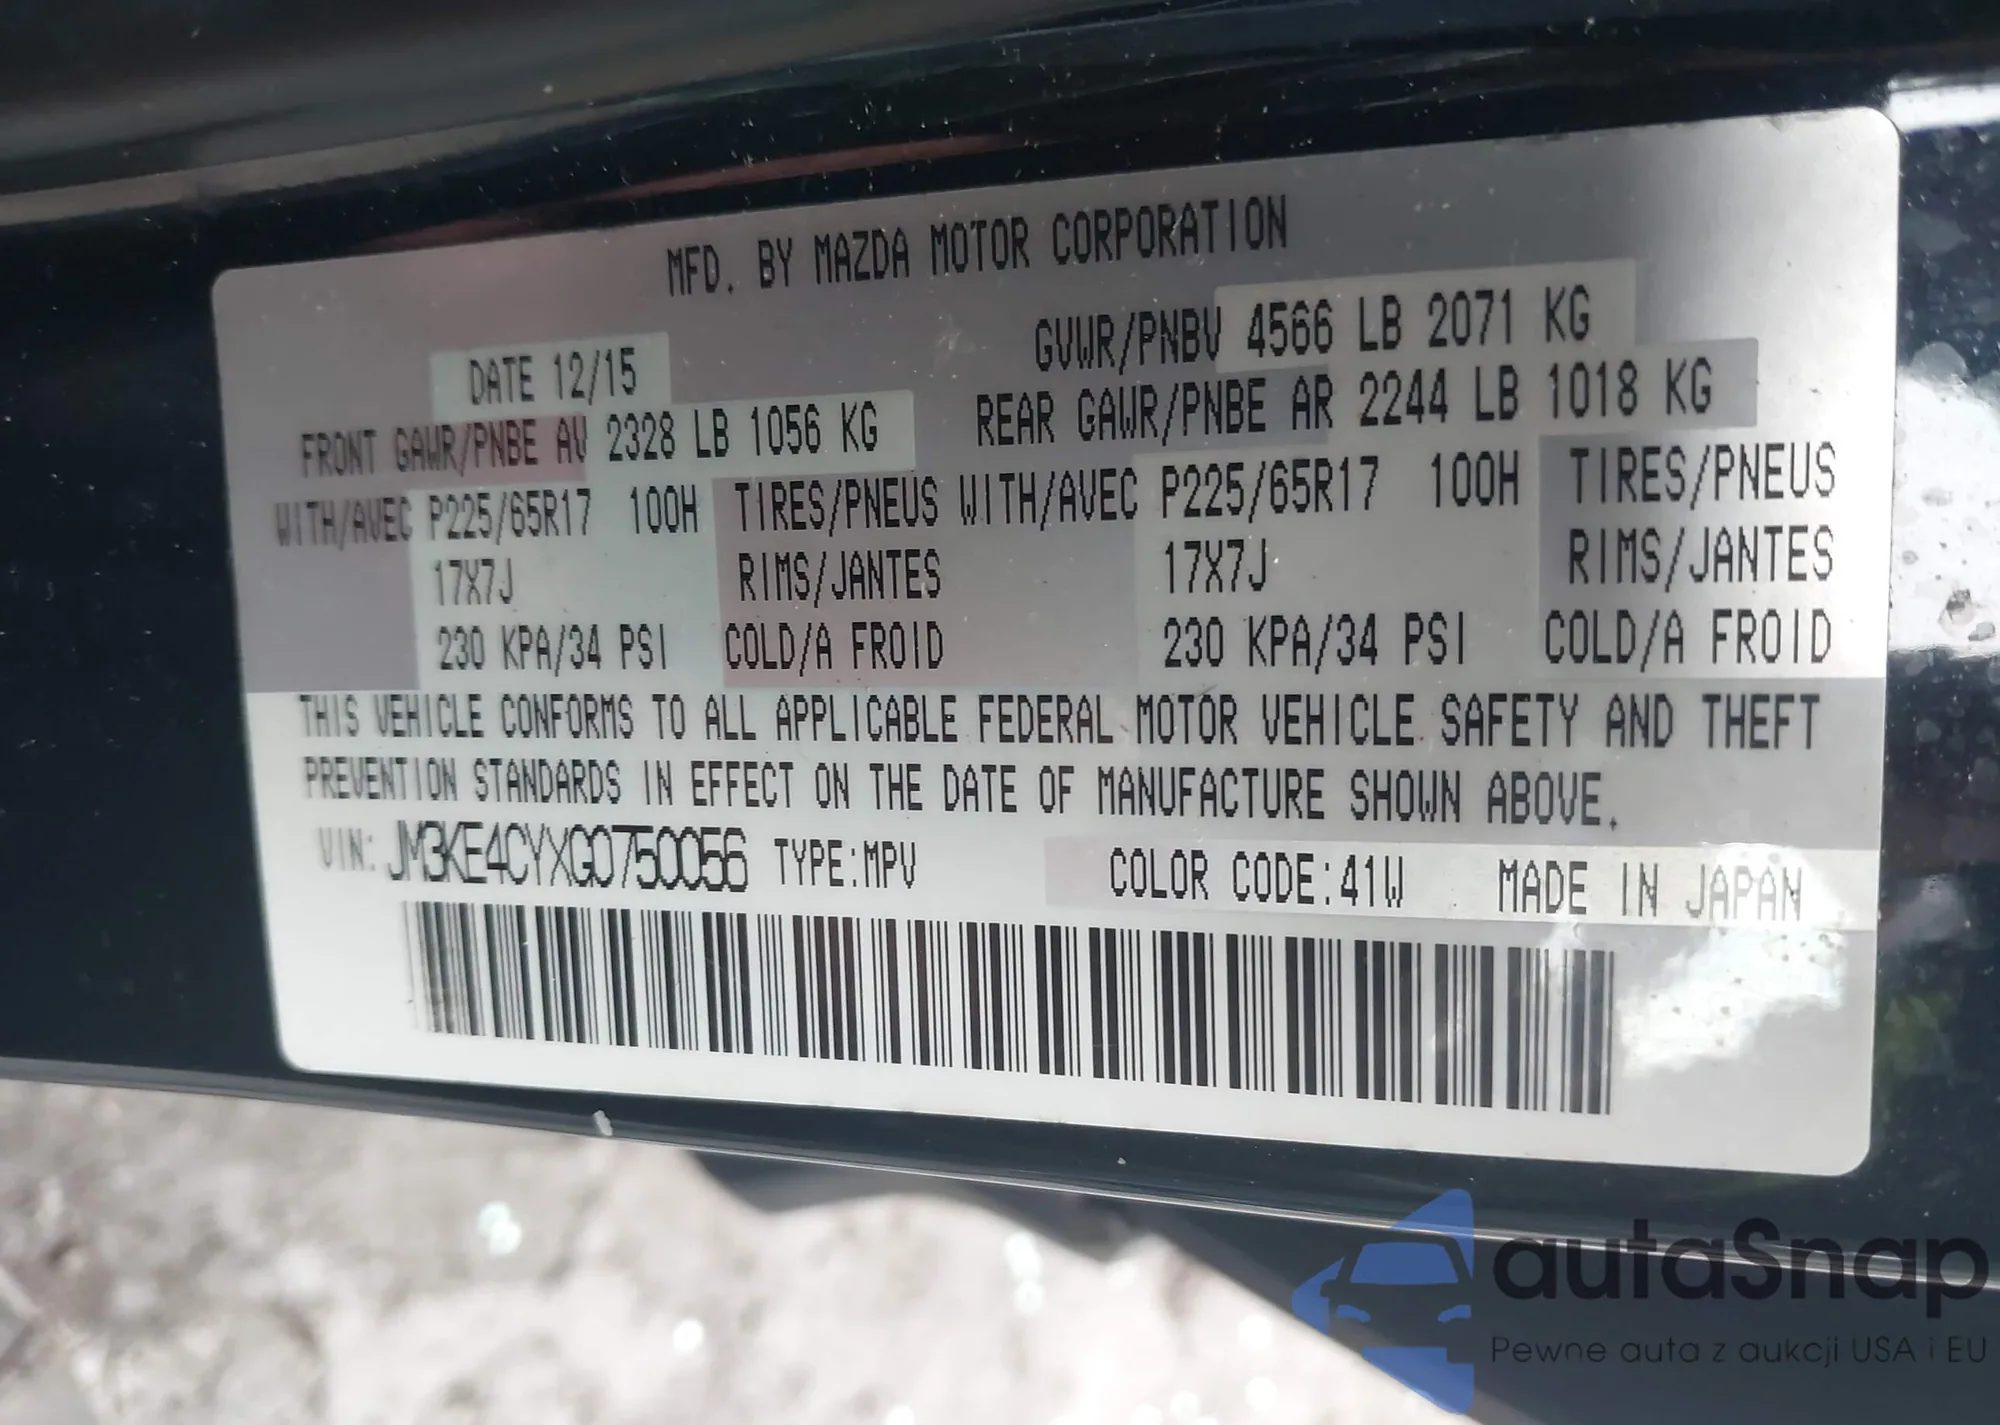 MFD. BY MAZDA MOTOR CORPORATION
DATE 12/15 GVWR/PNBV 4566 LB 2071 KG
FRONT GAWR/PNBE AV 2328 LB 1056 KG REAR GAWR/PNBE AR 2244 LB 1018 KG
WITH/AVEC P225/65R17 100H TIRES/PNEUS WITH/AVEC P225/65R17 100H TIRES/PNEUS
17X7J RIMS/JANTES 17X7J RIMS/JANTES
230 KPA/34 PSI COLD/A FROID 230 KPA/34 PSI COLD/A FROID
THIS VEHICLE CONFORMS TO ALL APPLICABLE FEDERAL MOTOR VEHICLE SAFETY AND THEFT
PREVENTION STANDARDS IN EFFECT ON THE DATE OF MANUFACTURE SHOWN ABOVE.
VIN: JM3KE4CYXG0750056 TYPE:MPV COLOR CODE:41W MADE IN JAPAN
autaSnap
Pewne auta z aukcji USA i EU